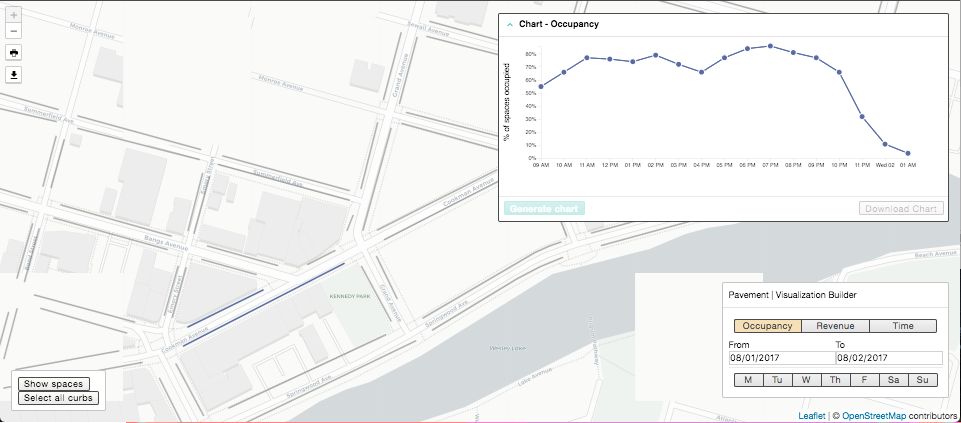 +
−
Monroe Avenue
Sewall Avenue
Grand Avenue
Monroe Avenue
Summerfield Ave.
Summerfield Ave.
Emory Street
Cookman Avenue
Bangs Avenue
Bond Street
Emory Street
Cookman Ave.
KENNEDY PARK
Grand Avenue
Springwood Ave.
Springwood Ave.
Wesley Lake
Lake Avenue
Beach Avenue
Chart - Occupancy
% of spaces occupied
80%
70%
60%
50%
40%
30%
20%
10%
0%
09 AM 10 AM 11 AM 12 PM 01 PM 02 PM 03 PM 04 PM 05 PM 06 PM 07 PM 08 PM 09 PM 10 PM 11 PM Wed 02 01 AM
Generate chart Download Chart
Pavement | Visualization Builder
Occupancy Revenue Time
From To
08/01/2017 08/02/2017
M Tu W Th F Sa Su
Show spaces
Select all curbs
Leaflet | © OpenStreetMap contributors